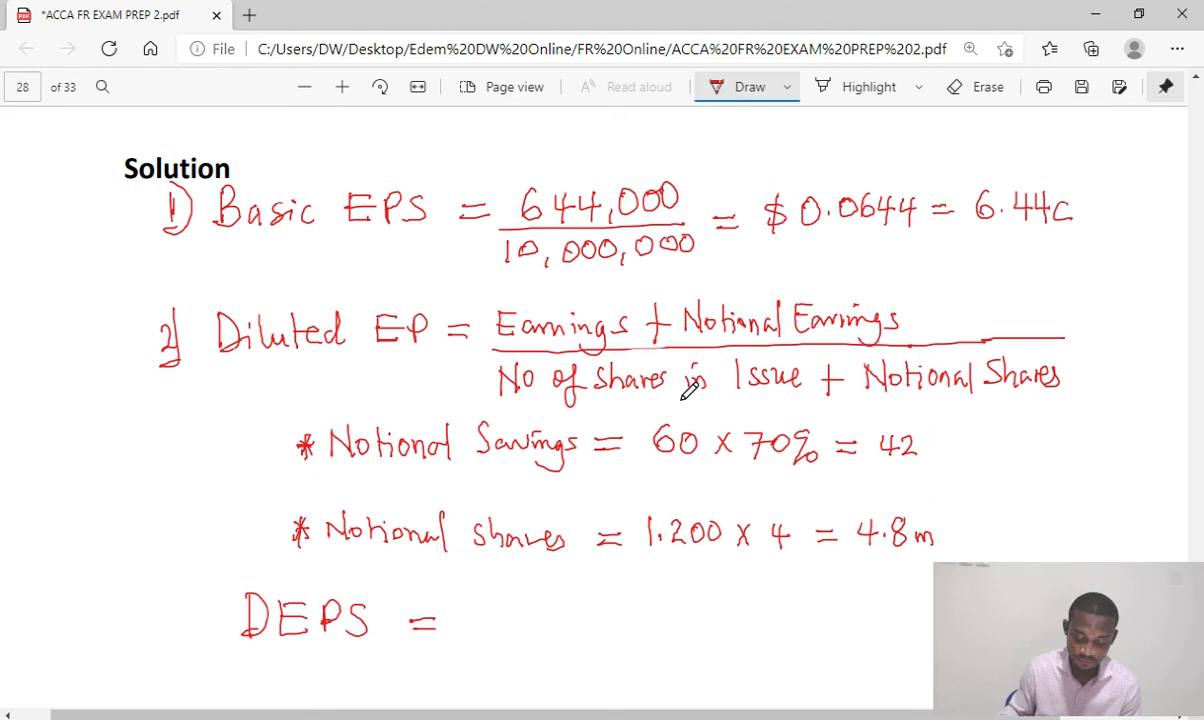 *ACCA FR EXAM PREP 2.pdf
File C:/Users/DW/Desktop/Edem%20DW%20Online/FR%20Online/ACCA%20FR%20EXAM%20PREP%202.pdf
28 of 33 Page view Read aloud Draw Highlight Erase
Solution
1) Basic EPS = 644,000 / 10,000,000 = $0.0644 = 6.44c
2) Diluted EP = Earnings + Notional Earnings
No of shares in Issue + Notional Shares
* Notional Savings = 60 x 70% = 42
* Notional shares = 1.200 x 4 = 4.8m
DEPS =